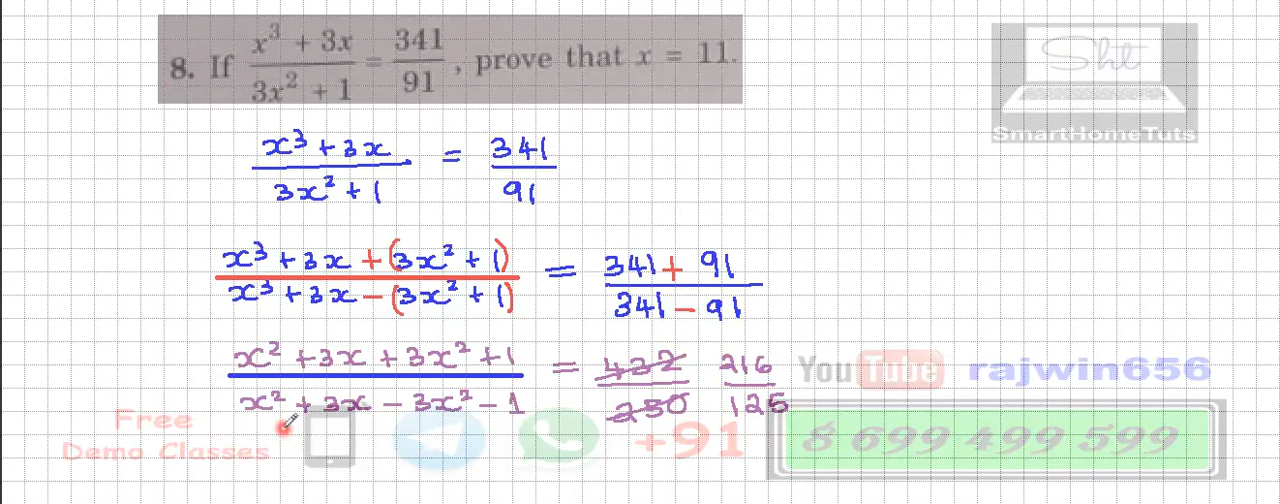 8. If (x³ + 3x)/(3x² + 1) = 341/91, prove that x = 11.
Sht
SmartHomeTuts
(x³ + 3x)/(3x² + 1) = 341/91
(x³ + 3x + (3x² + 1))/(x³ + 3x − (3x² + 1)) = (341 + 91)/(341 − 91)
(x² + 3x + 3x² + 1)/(x² + 3x − 3x² − 1) = 432/250 216/125
YouTube rajwin656
Free
Demo Classes
+91 8 699 499 599